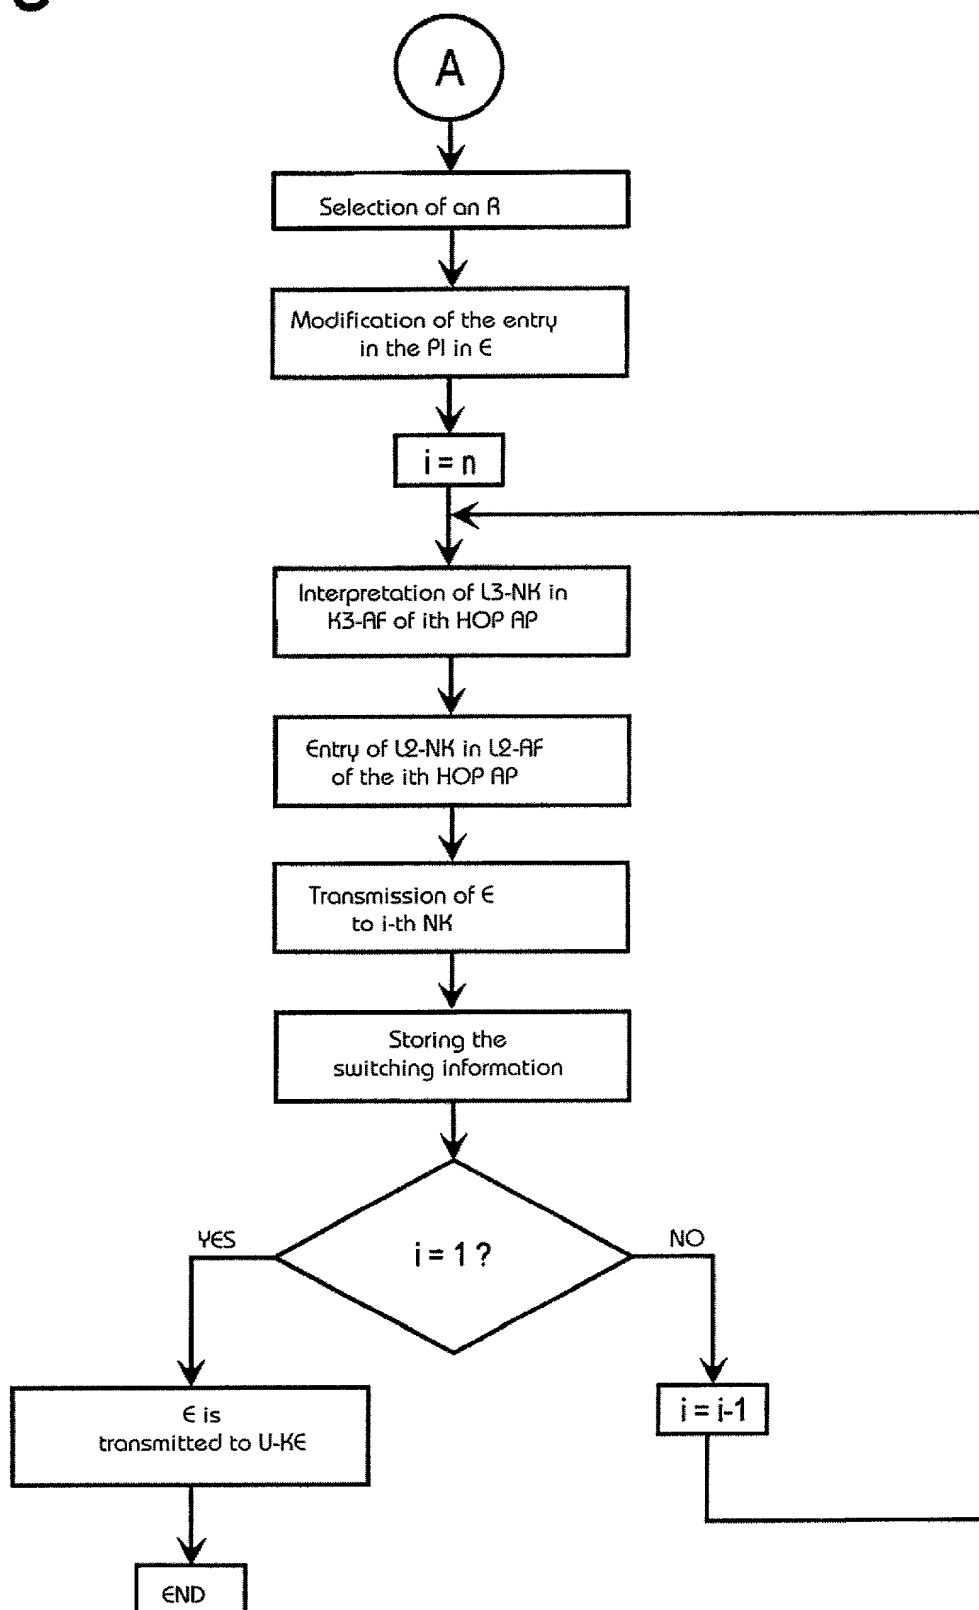 A
Selection of an R
Modification of the entry
in the PI in E
i = n
Interpretation of L3-NK in
K3-AF of ith HOP AP
Entry of L2-NK in L2-AF
of the ith HOP AP
Transmission of E
to i-th NK
Storing the
switching information
YES
i = 1 ?
NO
E is
transmitted to U-KE
i = i-1
END